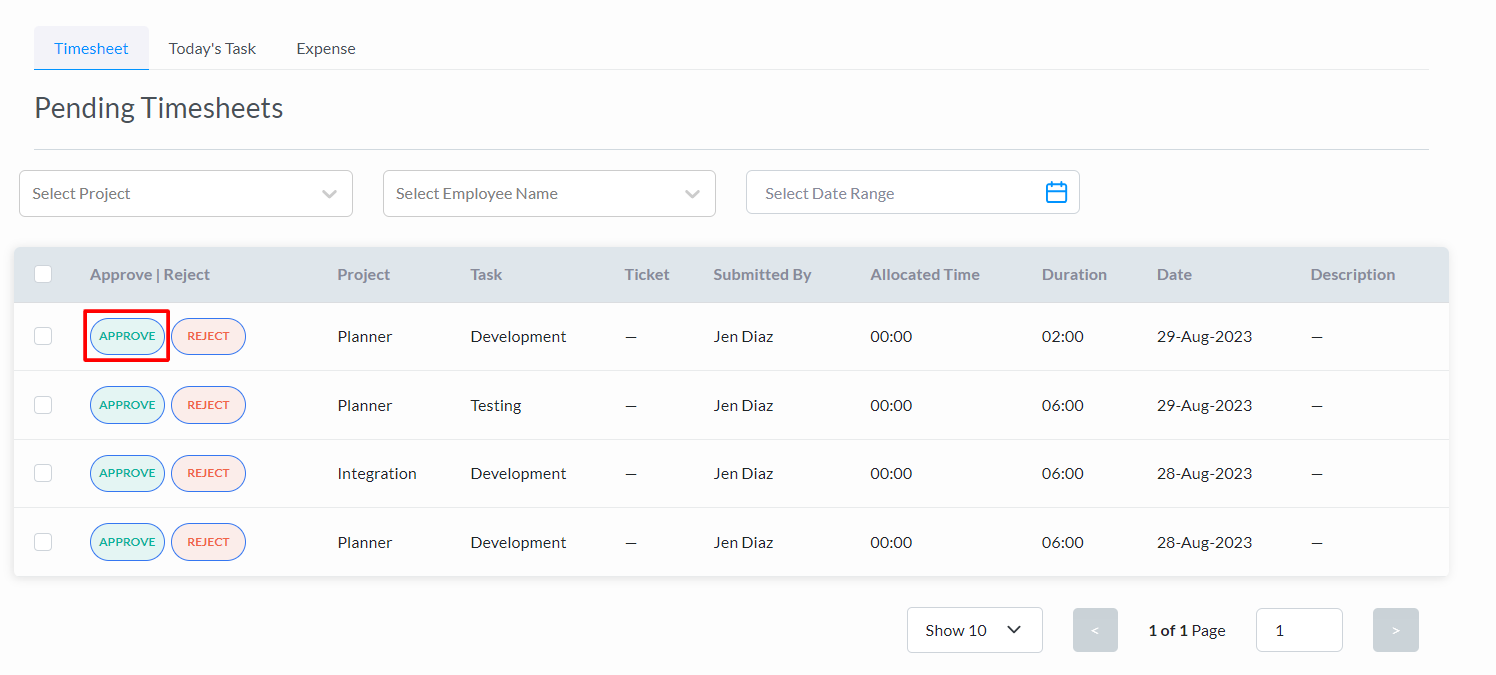 Timesheet Today's Task Expense
Pending Timesheets
Select Project Select Employee Name Select Date Range
Approve | Reject Project Task Ticket Submitted By Allocated Time Duration Date Description
APPROVE REJECT Planner Development — Jen Diaz 00:00 02:00 29-Aug-2023 —
APPROVE REJECT Planner Testing — Jen Diaz 00:00 06:00 29-Aug-2023 —
APPROVE REJECT Integration Development — Jen Diaz 00:00 06:00 28-Aug-2023 —
APPROVE REJECT Planner Development — Jen Diaz 00:00 06:00 28-Aug-2023 —
Show 10 < 1 of 1 Page 1 >